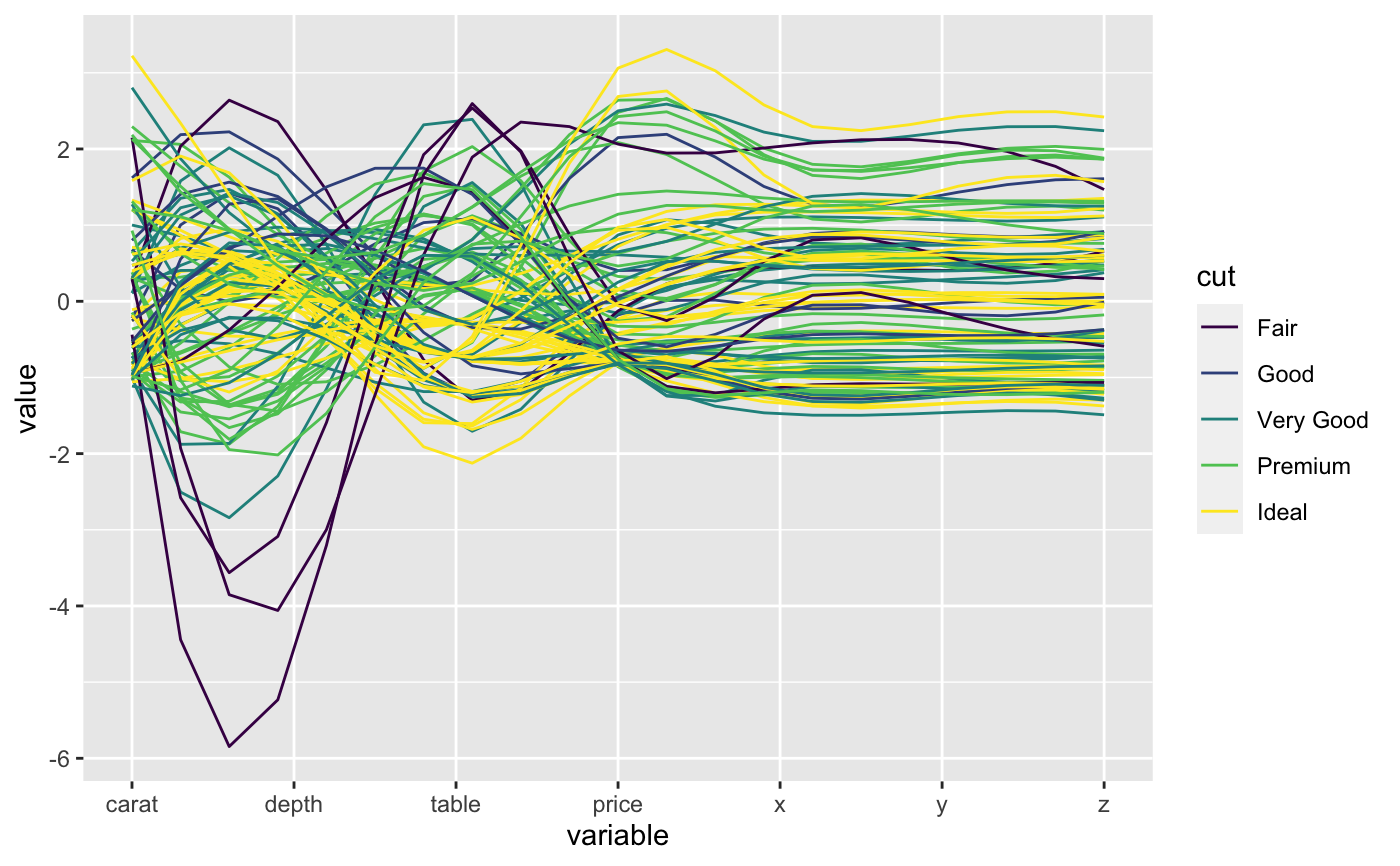 value
2
0
-2
-4
-6
carat depth table price x y z
variable
cut
Fair
Good
Very Good
Premium
Ideal